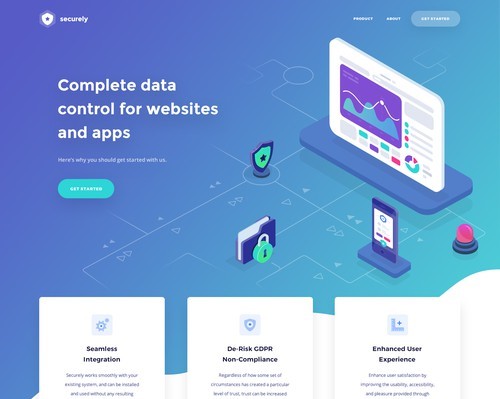 securely
PRODUCT
ABOUT
GET STARTED
Complete data
control for websites
and apps
Here's why you should get started with us.
GET STARTED
Seamless
Integration
Securely works smoothly with your
existing system, and can be installed
and used without any resulting
De-Risk GDPR
Non-Compliance
Regardless of how some set of
circumstances has created a particular
level of trust, trust can be increased
Enhanced User
Experience
Enhance user satisfaction by
improving the usability, accessibility,
and pleasure provided through